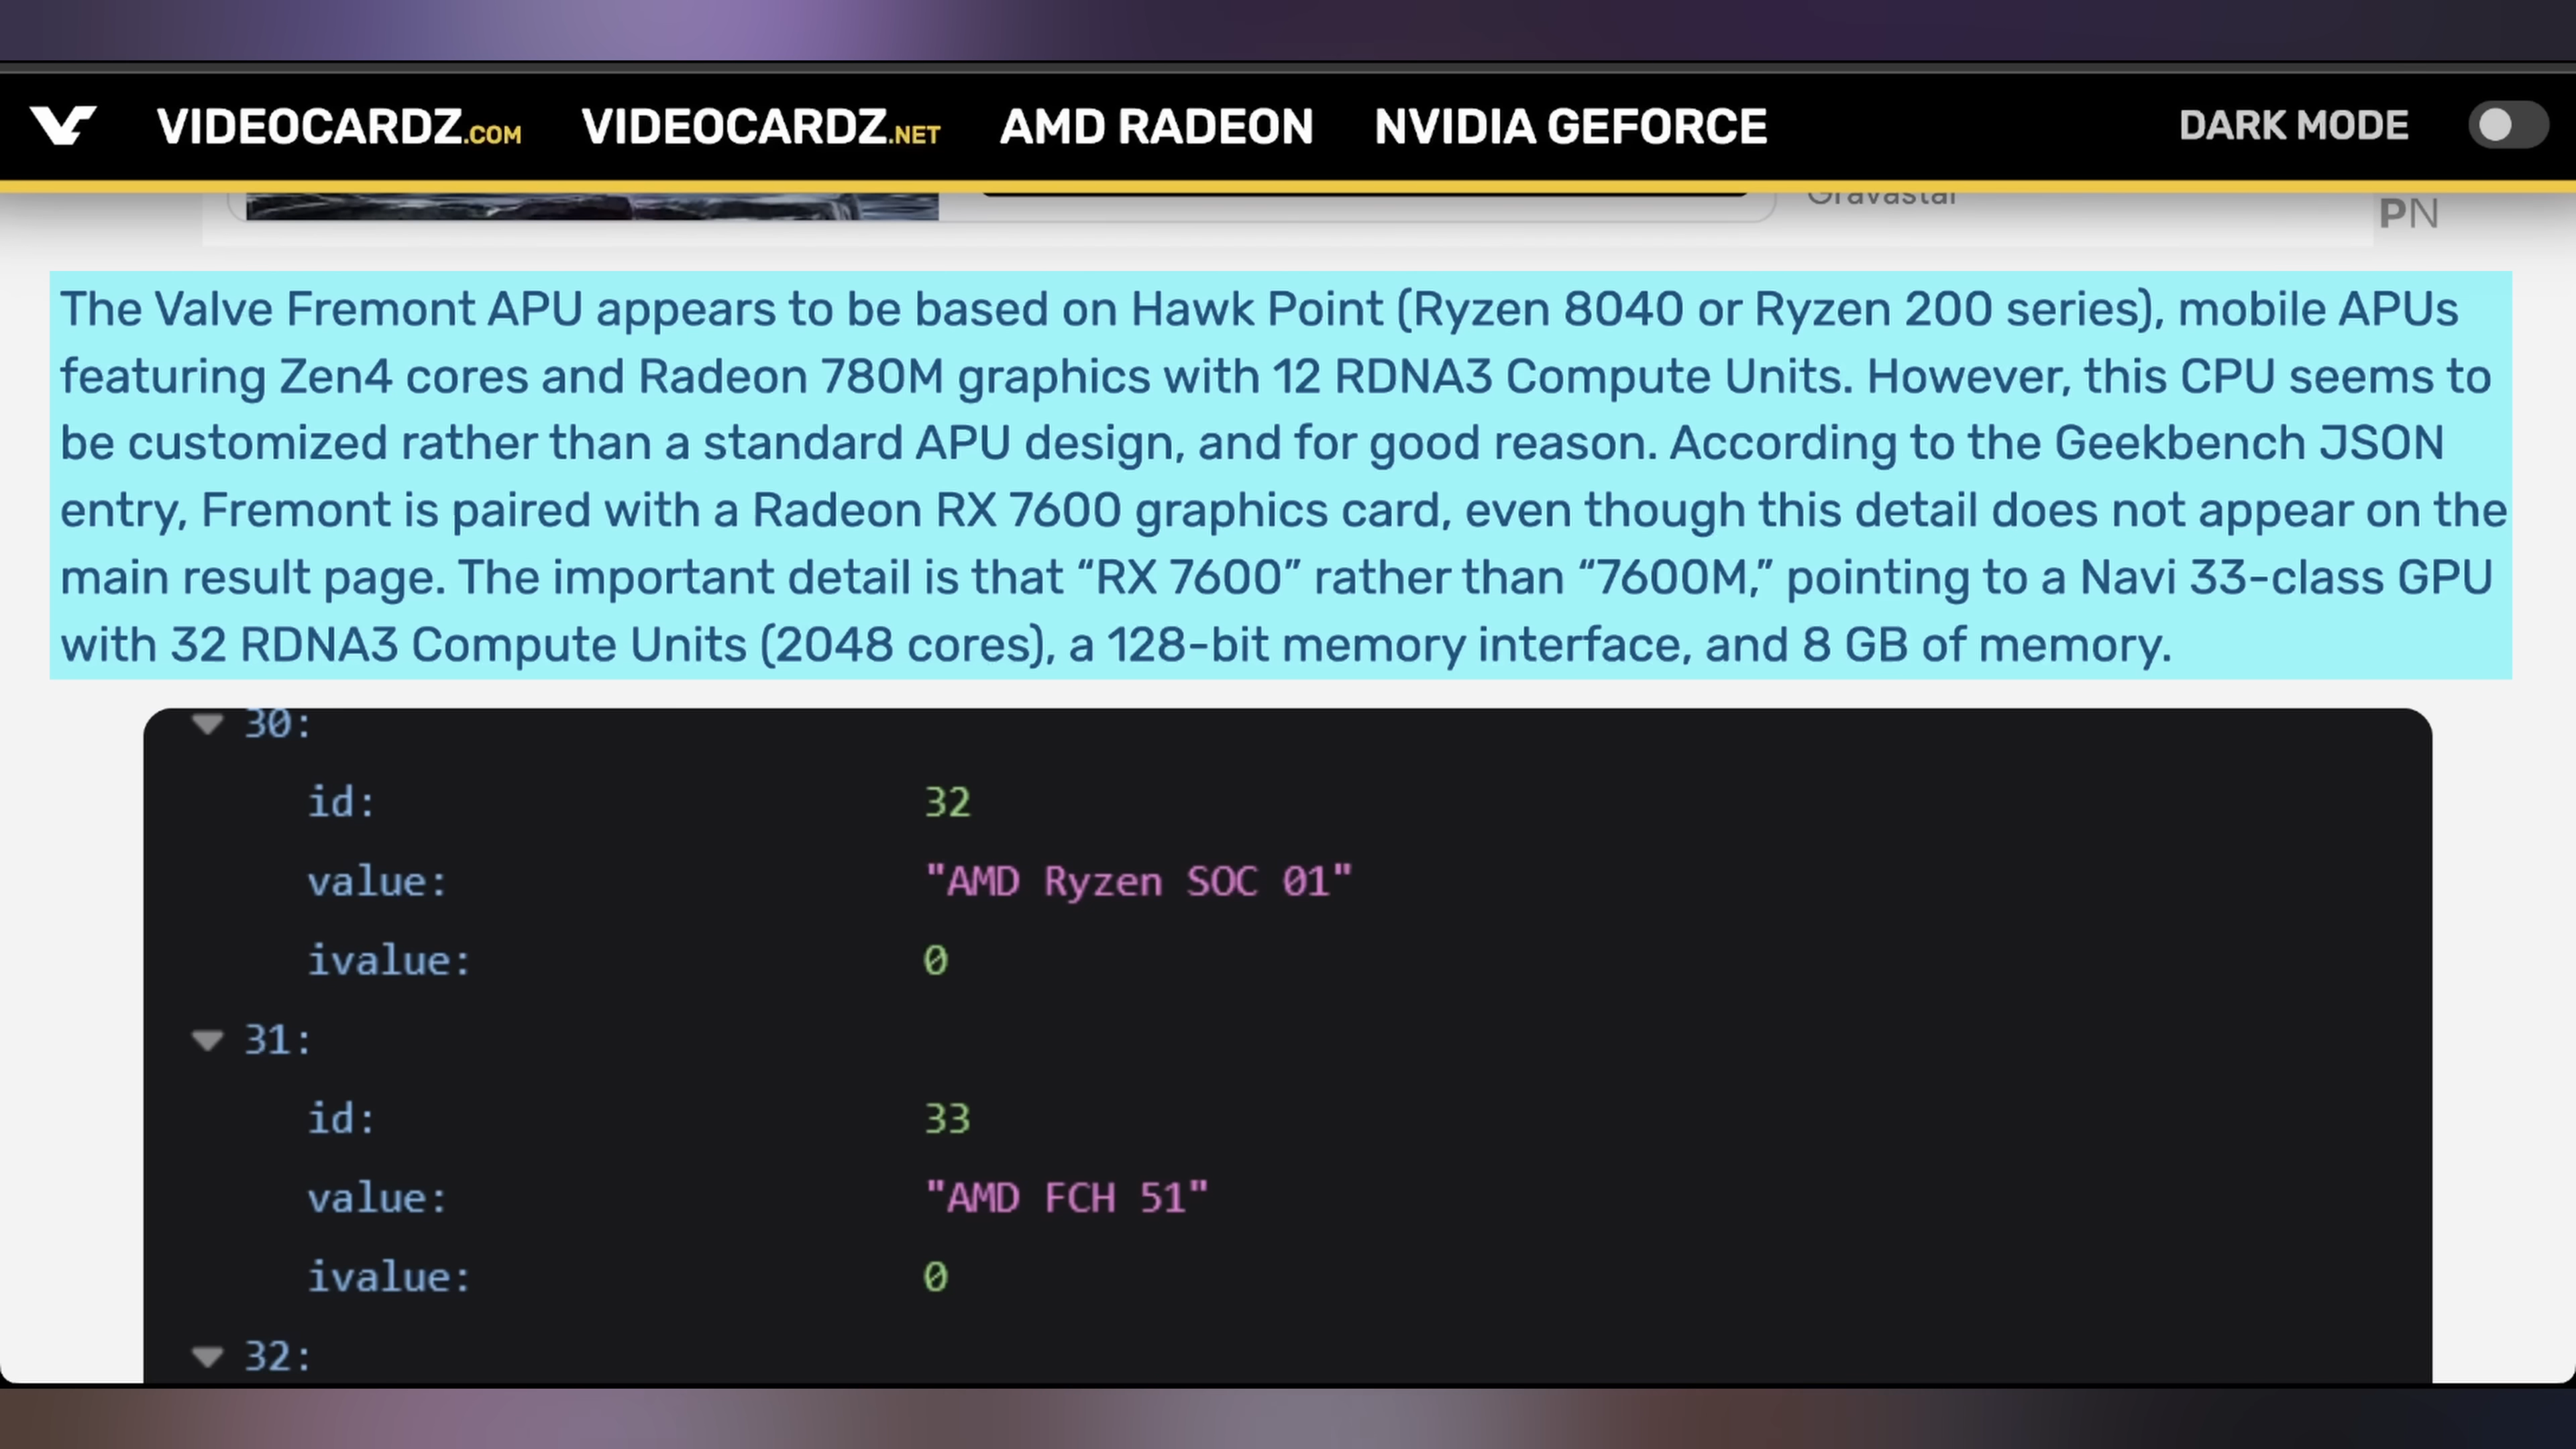 VIDEOCARDZ.COM VIDEOCARDZ.NET AMD RADEON NVIDIA GEFORCE DARK MODE
Gravastar
PN
The Valve Fremont APU appears to be based on Hawk Point (Ryzen 8040 or Ryzen 200 series), mobile APUs
featuring Zen4 cores and Radeon 780M graphics with 12 RDNA3 Compute Units. However, this CPU seems to
be customized rather than a standard APU design, and for good reason. According to the Geekbench JSON
entry, Fremont is paired with a Radeon RX 7600 graphics card, even though this detail does not appear on the
main result page. The important detail is that “RX 7600” rather than “7600M,” pointing to a Navi 33-class GPU
with 32 RDNA3 Compute Units (2048 cores), a 128-bit memory interface, and 8 GB of memory.
30:
id: 32
value: "AMD Ryzen SOC 01"
ivalue: 0
31:
id: 33
value: "AMD FCH 51"
ivalue: 0
32: